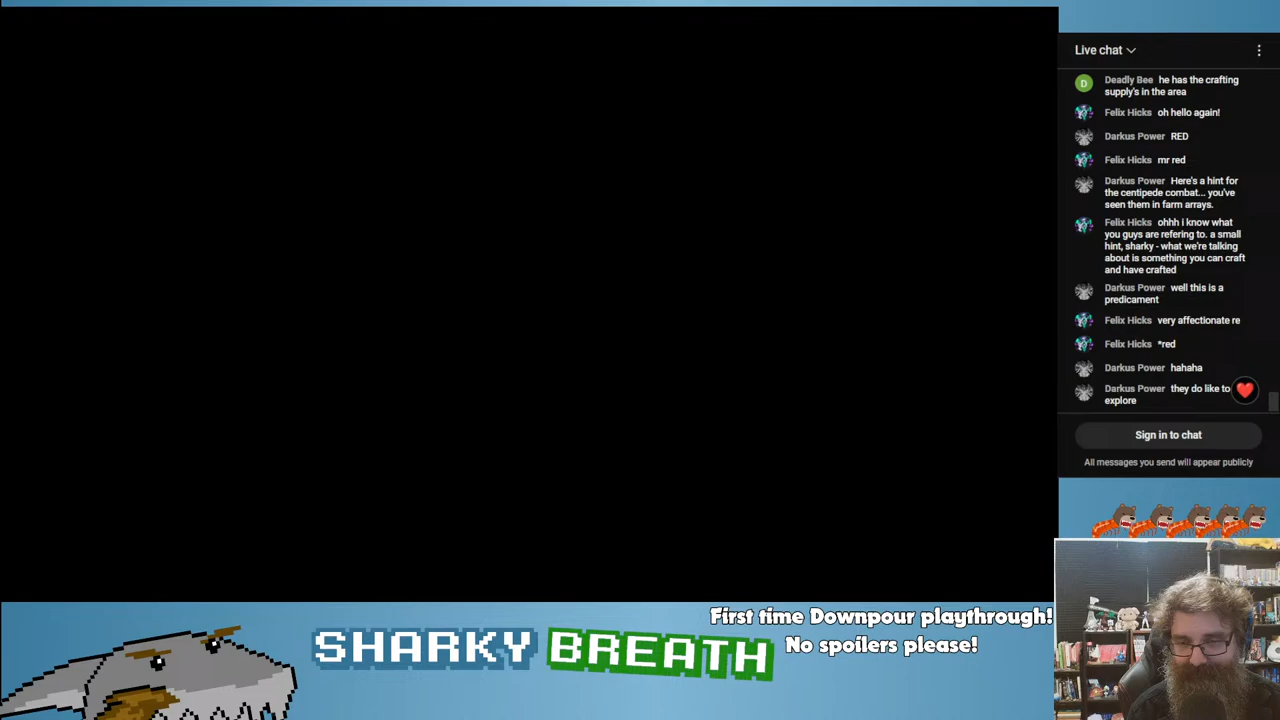 Live chat
Deadly Bee he has the crafting
supply's in the area
Felix Hicks oh hello again!
Darkus Power RED
Felix Hicks mr red
Darkus Power Here's a hint for
the centipede combat... you've
seen them in farm arrays.
Felix Hicks ohhh i know what
you guys are refering to. a small
hint, sharky - what we're talking
about is something you can craft
and have crafted
Darkus Power well this is a
predicament
Felix Hicks very affectionate re
Felix Hicks *red
Darkus Power hahaha
Darkus Power they do like to
explore
Sign in to chat
All messages you send will appear publicly
SHARKY BREATH
First time Downpour playthrough!
No spoilers please!